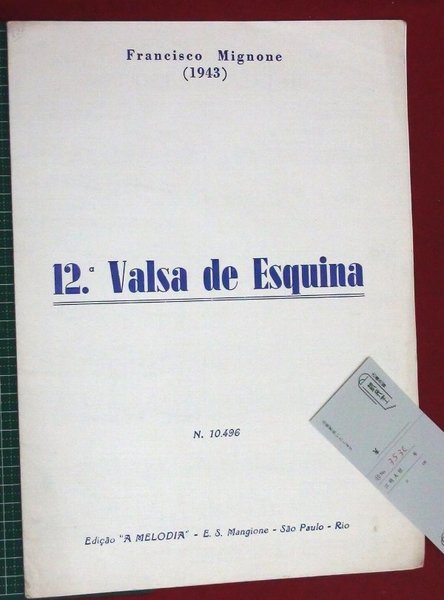 Francisco Mignone
(1943)
12.ª Valsa de Esquina
N. 10.496
Edição "A MELODIA" - E. S. Mangione - São Paulo - Rio